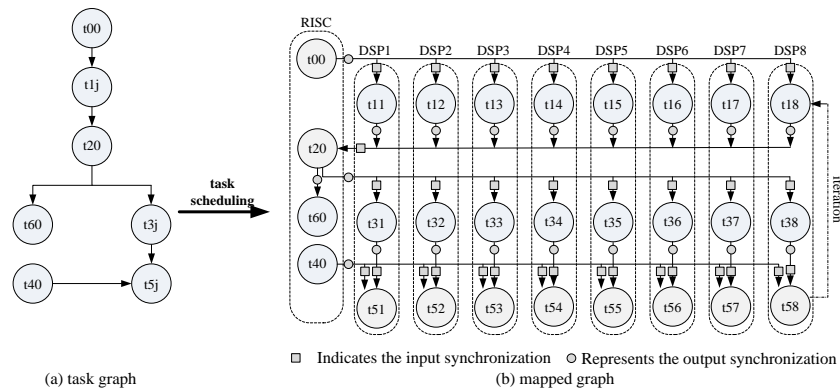 t00
t1j
t20
t60
t3j
t40
t5j
task
scheduling
(a) task graph
RISC
DSP1 DSP2 DSP3 DSP4 DSP5 DSP6 DSP7 DSP8
t00
t11 t12 t13 t14 t15 t16 t17 t18
t20
t60
t31 t32 t33 t34 t35 t36 t37 t38
t40
t51 t52 t53 t54 t55 t56 t57 t58
iteration
Indicates the input synchronization
Represents the output synchronization
(b) mapped graph